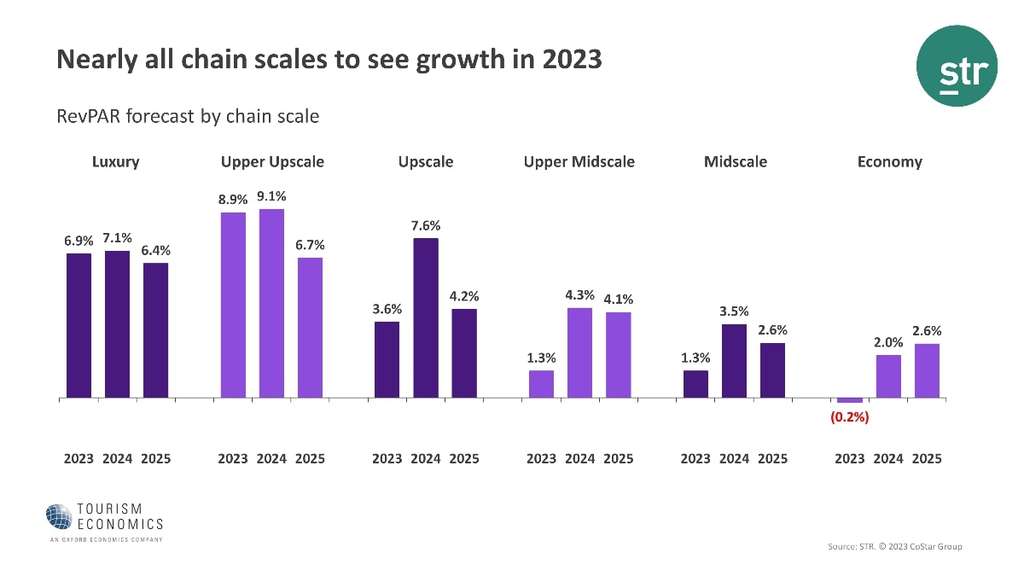 Nearly all chain scales to see growth in 2023
str
RevPAR forecast by chain scale
Luxury
6.9% 7.1% 6.4%
2023 2024 2025
Upper Upscale
8.9% 9.1% 6.7%
2023 2024 2025
Upscale
3.6% 7.6% 4.2%
2023 2024 2025
Upper Midscale
1.3% 4.3% 4.1%
2023 2024 2025
Midscale
1.3% 3.5% 2.6%
2023 2024 2025
Economy
(0.2%) 2.0% 2.6%
2023 2024 2025
TOURISM
ECONOMICS
AN OXFORD ECONOMICS COMPANY
Source: STR. © 2023 CoStar Group